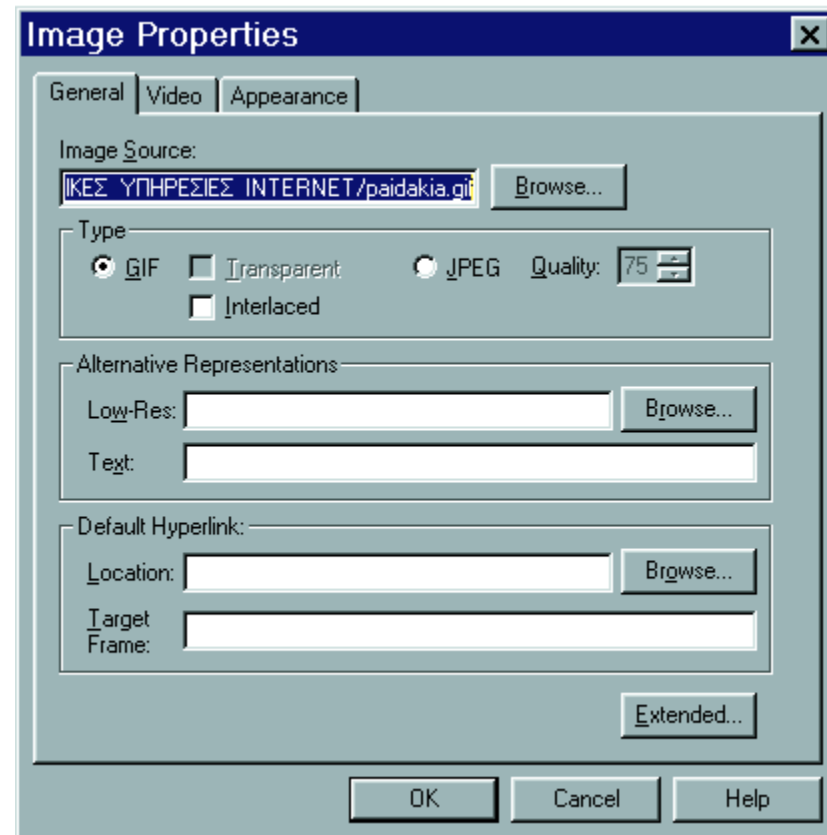 Image Properties
General Video Appearance
Image Source:
ΙΚΕΣ ΥΠΗΡΕΣΙΕΣ INTERNET/paidakia.gif Browse...
Type
GIF Transparent JPEG Quality: 75
Interlaced
Alternative Representations
Low-Res: Browse...
Text:
Default Hyperlink:
Location: Browse...
Target
Frame:
Extended...
OK Cancel Help